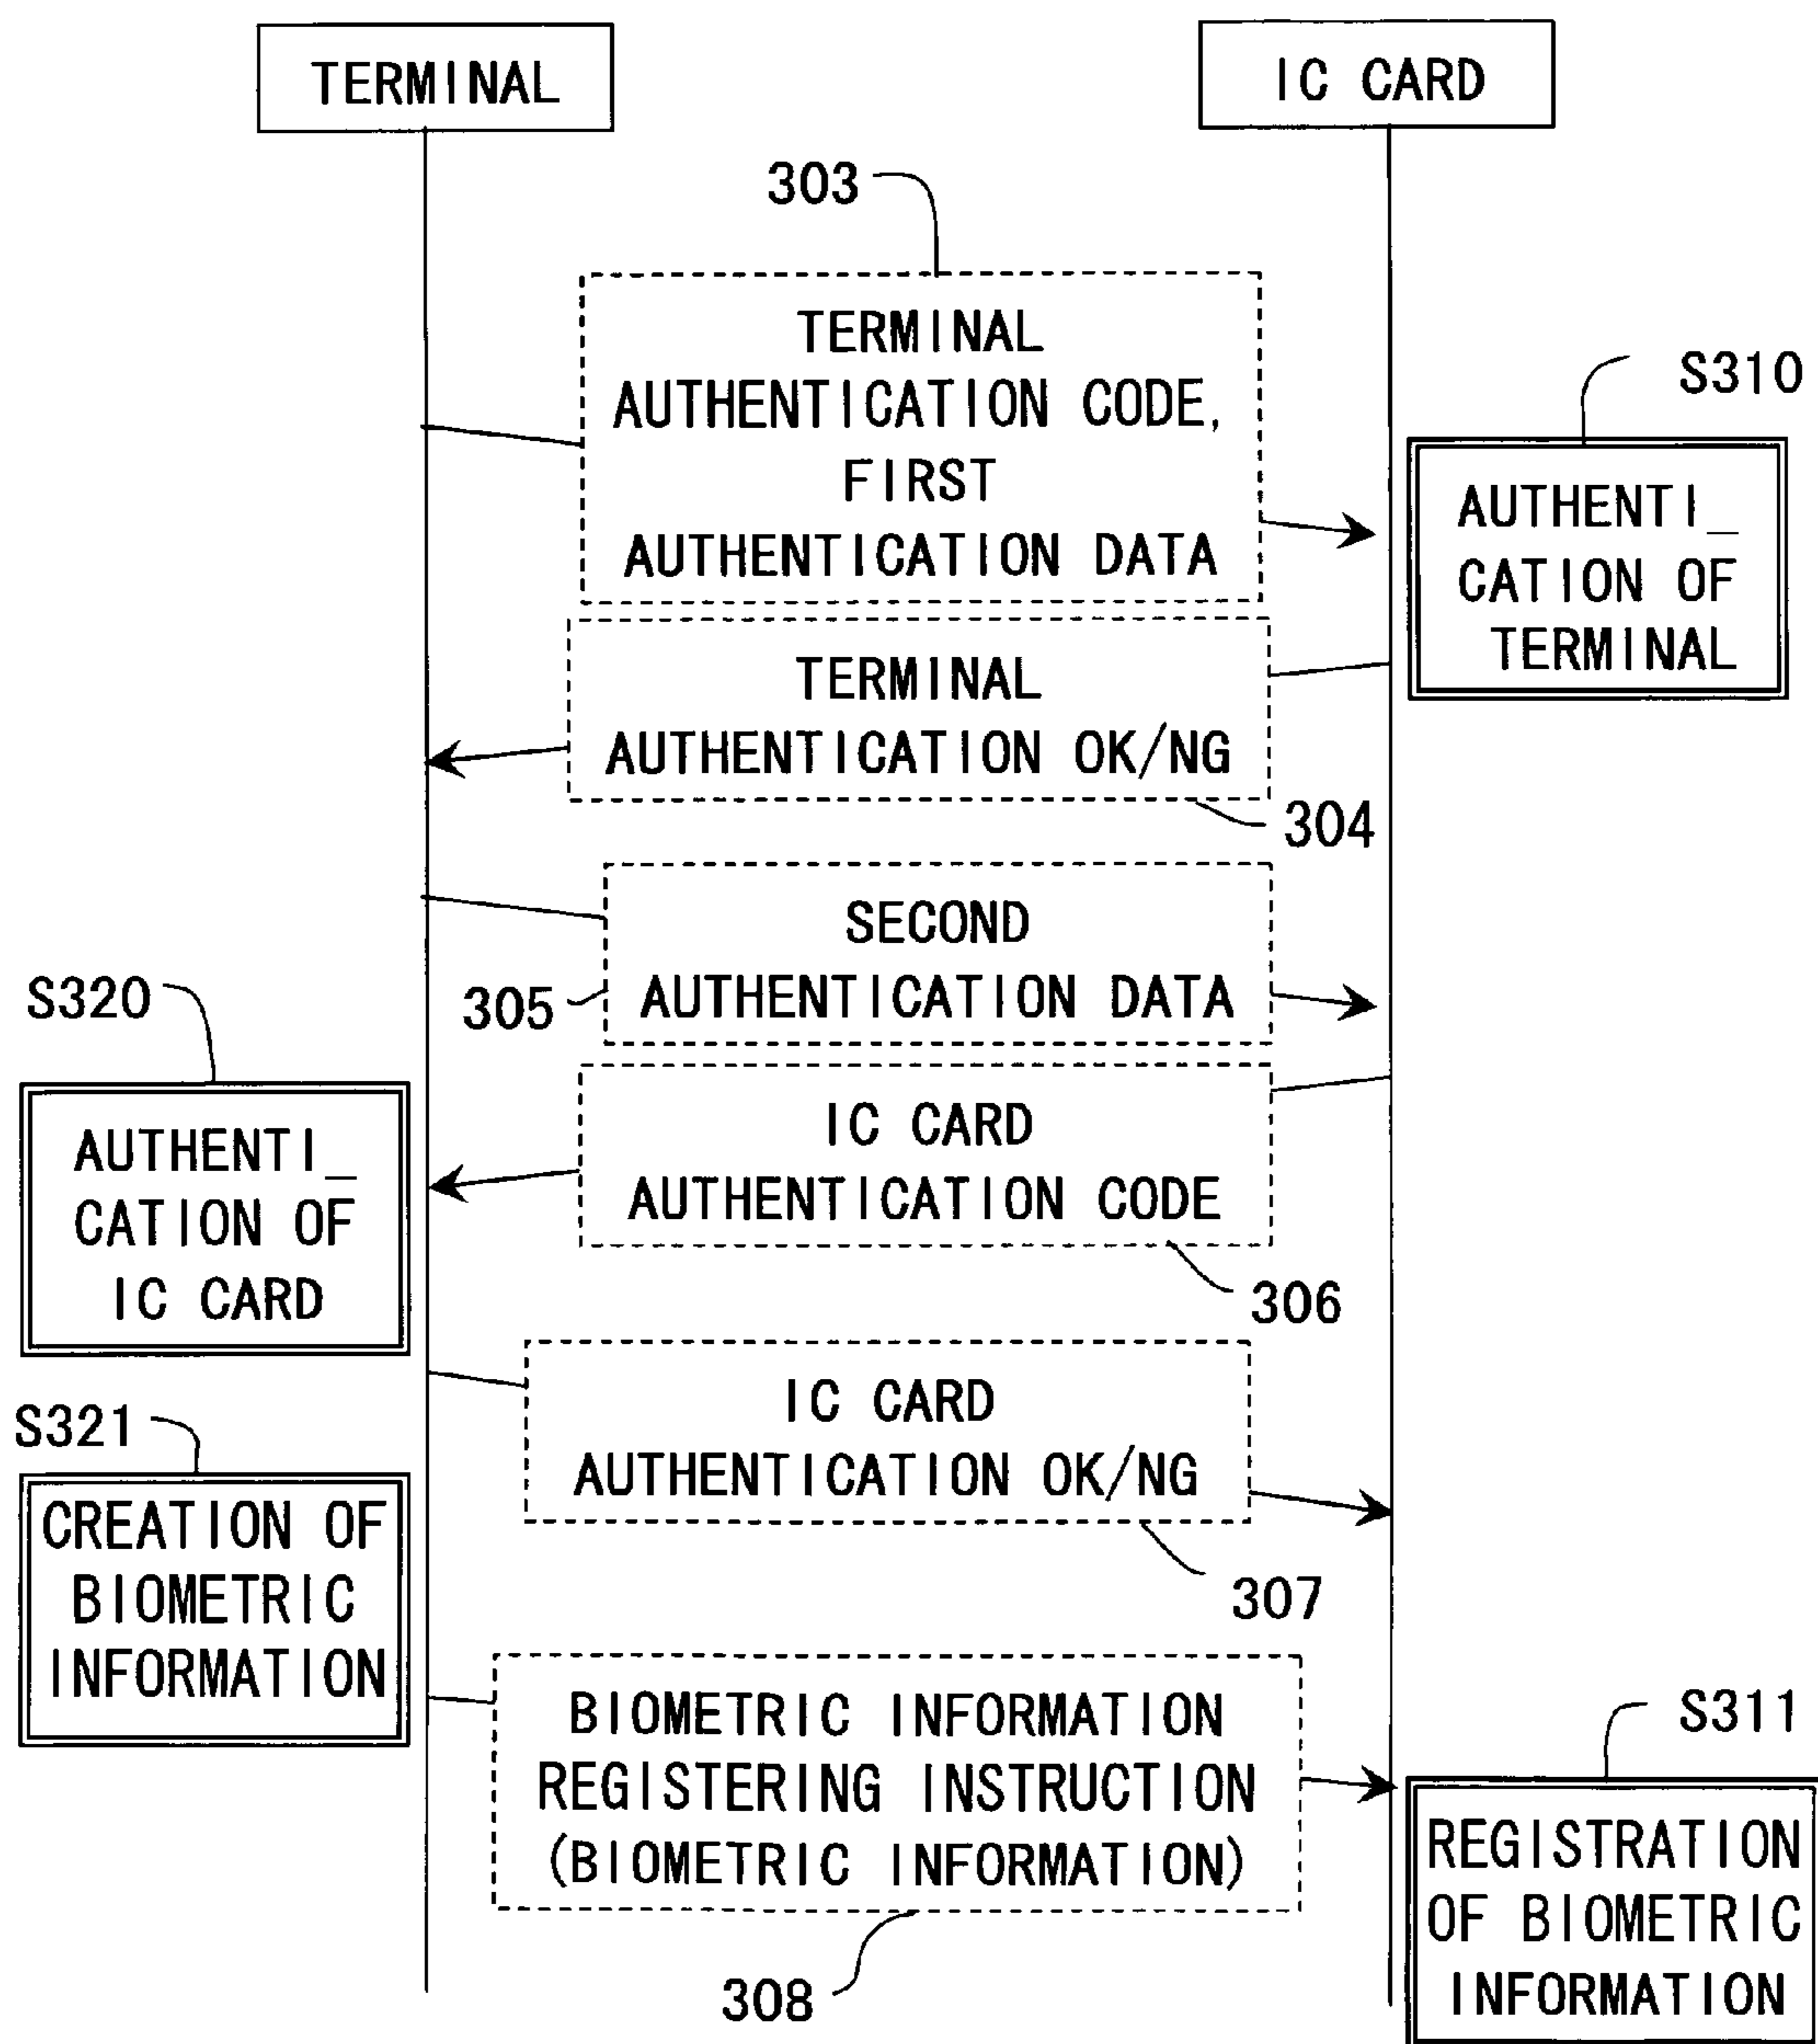 TERMINAL
IC CARD
303
TERMINAL
AUTHENTICATION CODE,
FIRST
AUTHENTICATION DATA
S310
AUTHENTI_
CATION OF
TERMINAL
TERMINAL
AUTHENTICATION OK/NG
304
SECOND
AUTHENTICATION DATA
305
S320
AUTHENTI_
CATION OF
IC CARD
IC CARD
AUTHENTICATION CODE
306
IC CARD
AUTHENTICATION OK/NG
307
S321
CREATION OF
BIOMETRIC
INFORMATION
BIOMETRIC INFORMATION
REGISTERING INSTRUCTION
(BIOMETRIC INFORMATION)
308
S311
REGISTRATION
OF BIOMETRIC
INFORMATION